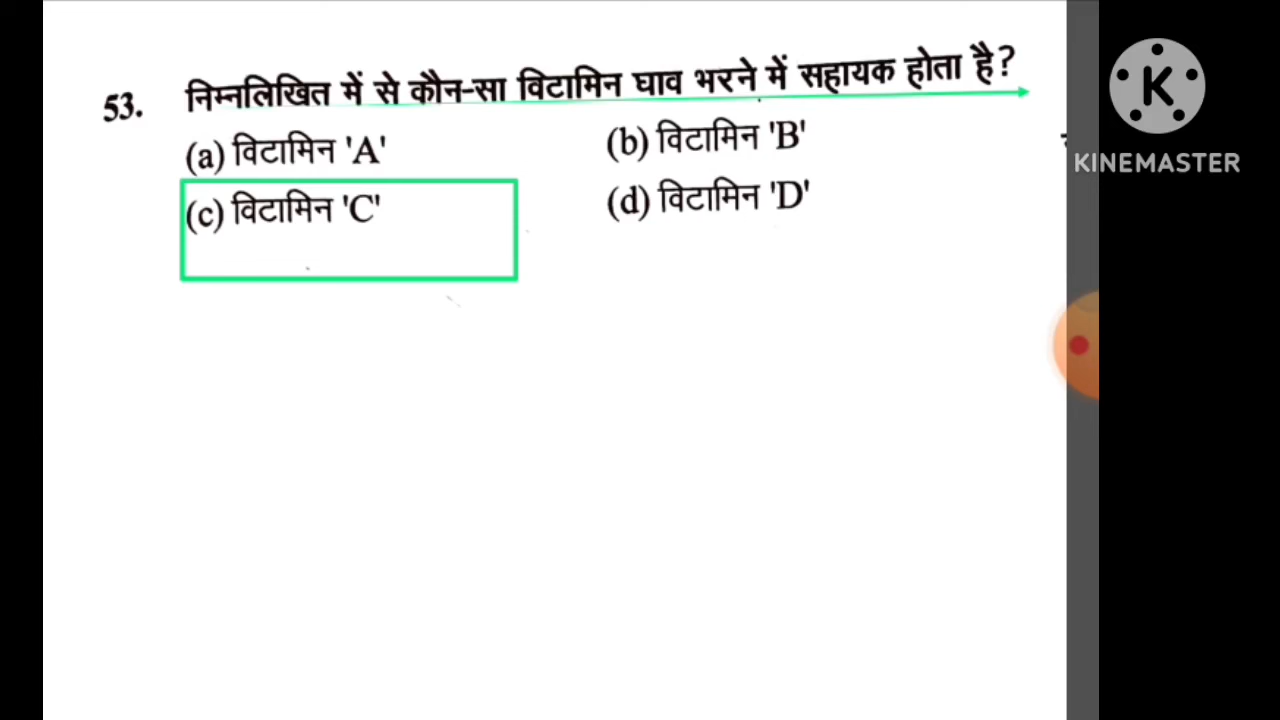 53. निम्नलिखित में से कौन-सा विटामिन घाव भरने में सहायक होता है?
(a) विटामिन 'A' (b) विटामिन 'B'
(c) विटामिन 'C' (d) विटामिन 'D'
K
KINEMASTER